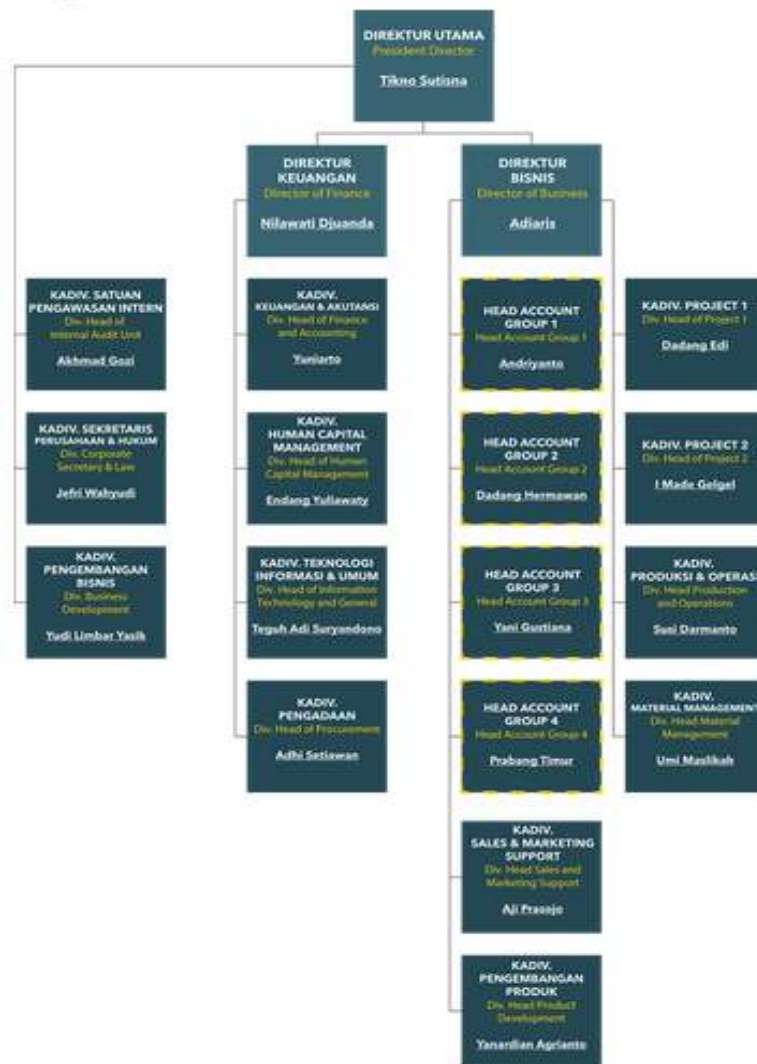 DIREKTUR UTAMA
President Director
Tikno Sutisna
DIREKTUR
KEUANGAN
Director of Finance
Nilawati Djuanda
DIREKTUR
BISNIS
Director of Business
Adiaris
KADIV. SATUAN
PENGAWASAN INTERN
Div. Head of
Internal Audit Unit
Akhmad Gozi
KADIV. SEKRETARIS
PERUSAHAAN & HUKUM
Div. Corporate
Secretary & Law
Jefri Wahyudi
KADIV.
PENGEMBANGAN
BISNIS
Div. Business
Development
Yudi Limbar Yasik
KADIV.
KEUANGAN & AKUTANSI
Div. Head of Finance
and Accounting
Yuniarto
KADIV.
HUMAN CAPITAL
MANAGEMENT
Div. Head of Human
Capital Management
Endang Yuliawaty
KADIV. TEKNOLOGI
INFORMASI & UMUM
Div. Head of Information
Technology and General
Teguh Adi Suryandono
KADIV.
PENGADAAN
Div. Head of Procurement
Adhi Setiawan
HEAD ACCOUNT
GROUP 1
Head Account Group 1
Andriyanto
HEAD ACCOUNT
GROUP 2
Head Account Group 2
Dadang Hermawan
HEAD ACCOUNT
GROUP 3
Head Account Group 3
Yani Gustiana
HEAD ACCOUNT
GROUP 4
Head Account Group 4
Prabang Timur
KADIV.
SALES & MARKETING
SUPPORT
Div. Head Sales and
Marketing Support
Aji Prasojo
KADIV.
PENGEMBANGAN
PRODUK
Div. Head Product
Development
Yanardian Agrianto
KADIV. PROJECT 1
Div. Head of Project 1
Dadang Edi
KADIV. PROJECT 2
Div. Head of Project 2
I Made Gelgel
KADIV.
PRODUKSI & OPERASI
Div. Head Production
and Operations
Susi Darmanto
KADIV.
MATERIAL MANAGEMENT
Div. Head Material
Management
Umi Maslikah